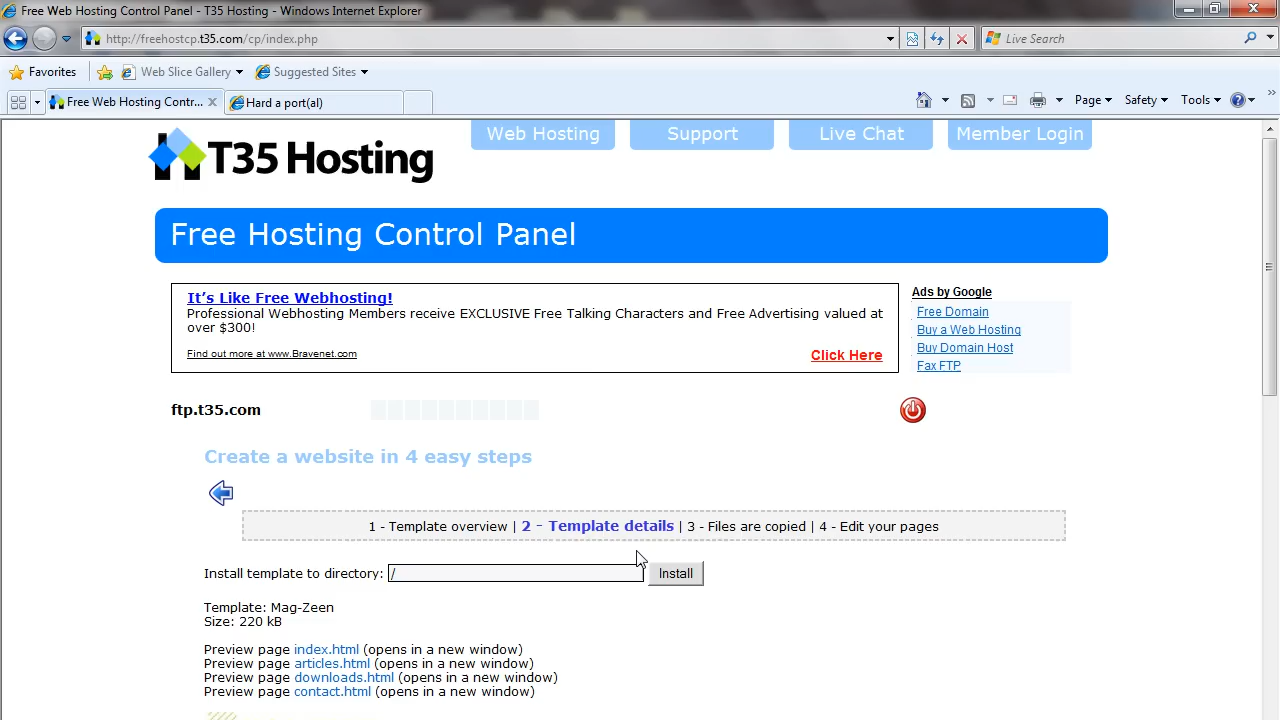 Free Web Hosting Control Panel - T35 Hosting - Windows Internet Explorer
http://freehostcp.t35.com/cp/index.php
Live Search
Favorites
Web Slice Gallery
Suggested Sites
Free Web Hosting Contr...
Hard a port(al)
Page
Safety
Tools
T35 Hosting
Web Hosting
Support
Live Chat
Member Login
Free Hosting Control Panel
It's Like Free Webhosting!
Professional Webhosting Members receive EXCLUSIVE Free Talking Characters and Free Advertising valued at
over $300!
Find out more at www.Bravenet.com
Click Here
Ads by Google
Free Domain
Buy a Web Hosting
Buy Domain Host
Fax FTP
ftp.t35.com
Create a website in 4 easy steps
1 - Template overview | 2 - Template details | 3 - Files are copied | 4 - Edit your pages
Install template to directory: / Install
Template: Mag-Zeen
Size: 220 kB
Preview page index.html (opens in a new window)
Preview page articles.html (opens in a new window)
Preview page downloads.html (opens in a new window)
Preview page contact.html (opens in a new window)